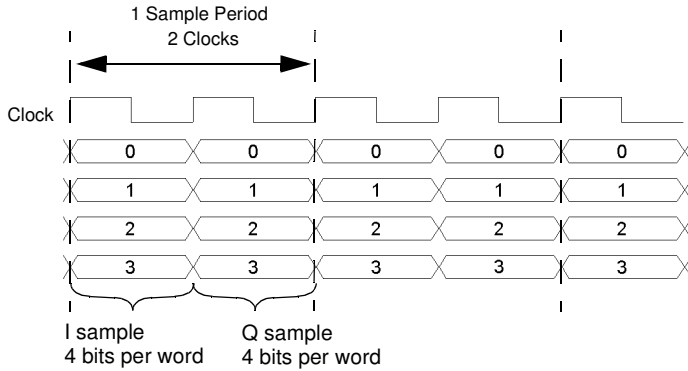 1 Sample Period
2 Clocks
Clock
0 0 0 0 0
1 1 1 1 1
2 2 2 2 2
3 3 3 3 3
I sample
4 bits per word
Q sample
4 bits per word